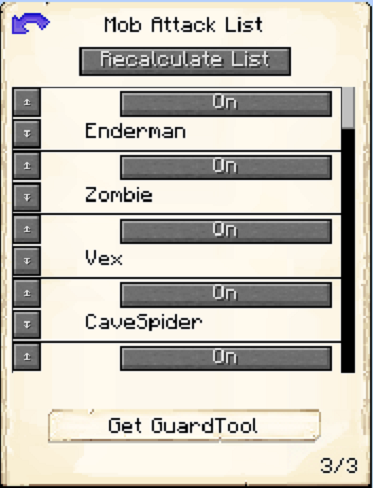 Mob Attack List
Recalculate List
On
Enderman
On
Zombie
On
Vex
On
CaveSpider
On
Get GuardTool
3/3